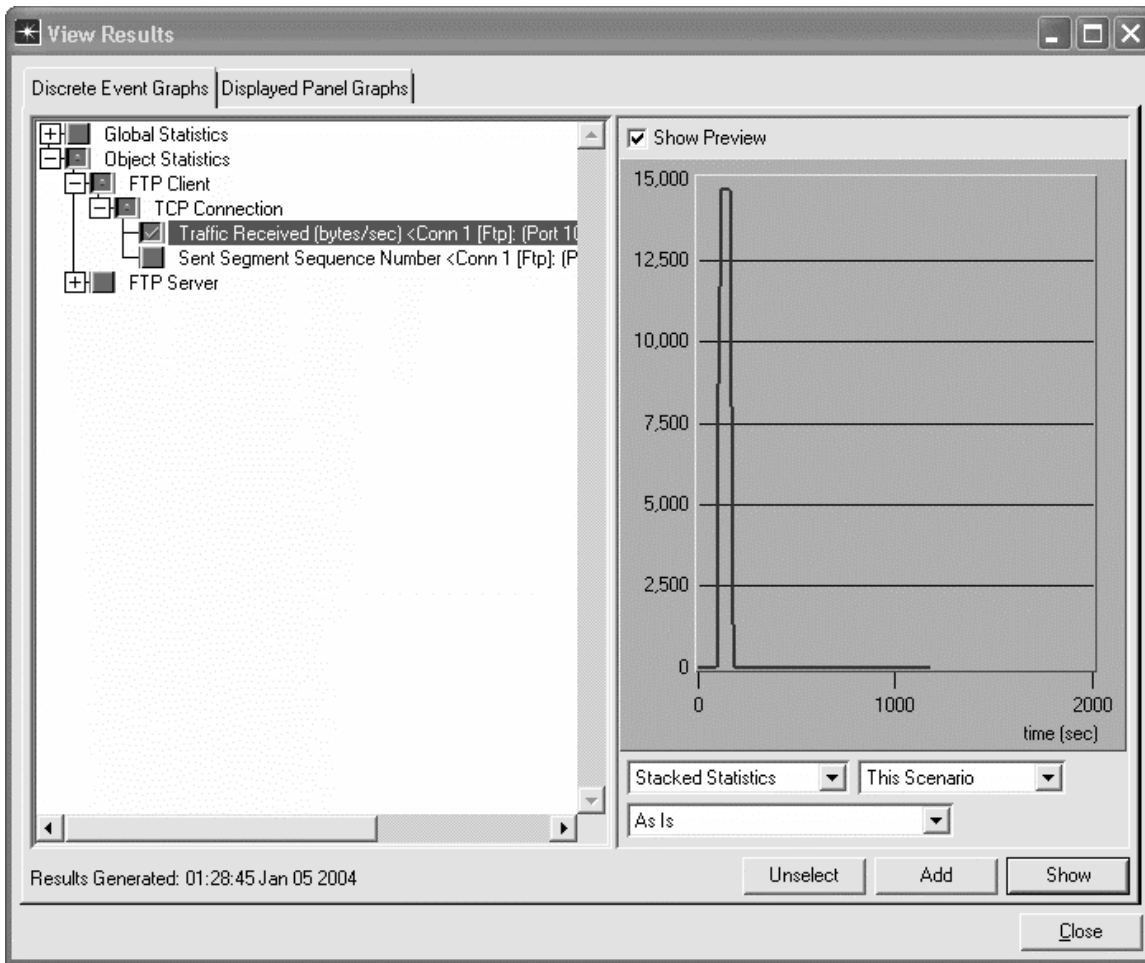 View Results
Discrete Event Graphs
Displayed Panel Graphs
Global Statistics
Object Statistics
FTP Client
TCP Connection
Traffic Received (bytes/sec) <Conn 1 [Ftp]: (Port 10
Sent Segment Sequence Number <Conn 1 [Ftp]: (P
FTP Server
Show Preview
15,000
12,500
10,000
7,500
5,000
2,500
0
0 1000 2000
time (sec)
Stacked Statistics
This Scenario
As Is
Results Generated: 01:28:45 Jan 05 2004
Unselect
Add
Show
Close